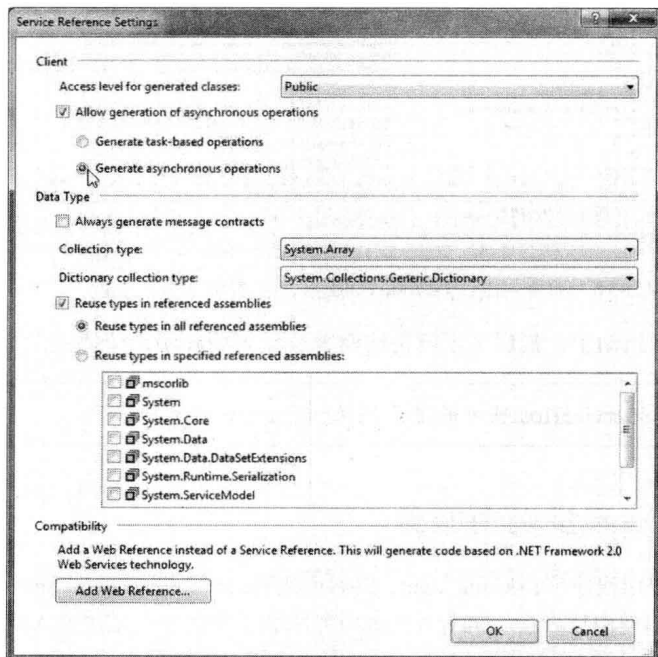 Service Reference Settings
Client
Access level for generated classes: Public
Allow generation of asynchronous operations
Generate task-based operations
Generate asynchronous operations
Data Type
Always generate message contracts
Collection type: System.Array
Dictionary collection type: System.Collections.Generic.Dictionary
Reuse types in referenced assemblies
Reuse types in all referenced assemblies
Reuse types in specified referenced assemblies:
mscorlib
System
System.Core
System.Data
System.Data.DataSetExtensions
System.Runtime.Serialization
System.ServiceModel
Compatibility
Add a Web Reference instead of a Service Reference. This will generate code based on .NET Framework 2.0
Web Services technology.
Add Web Reference...
OK Cancel